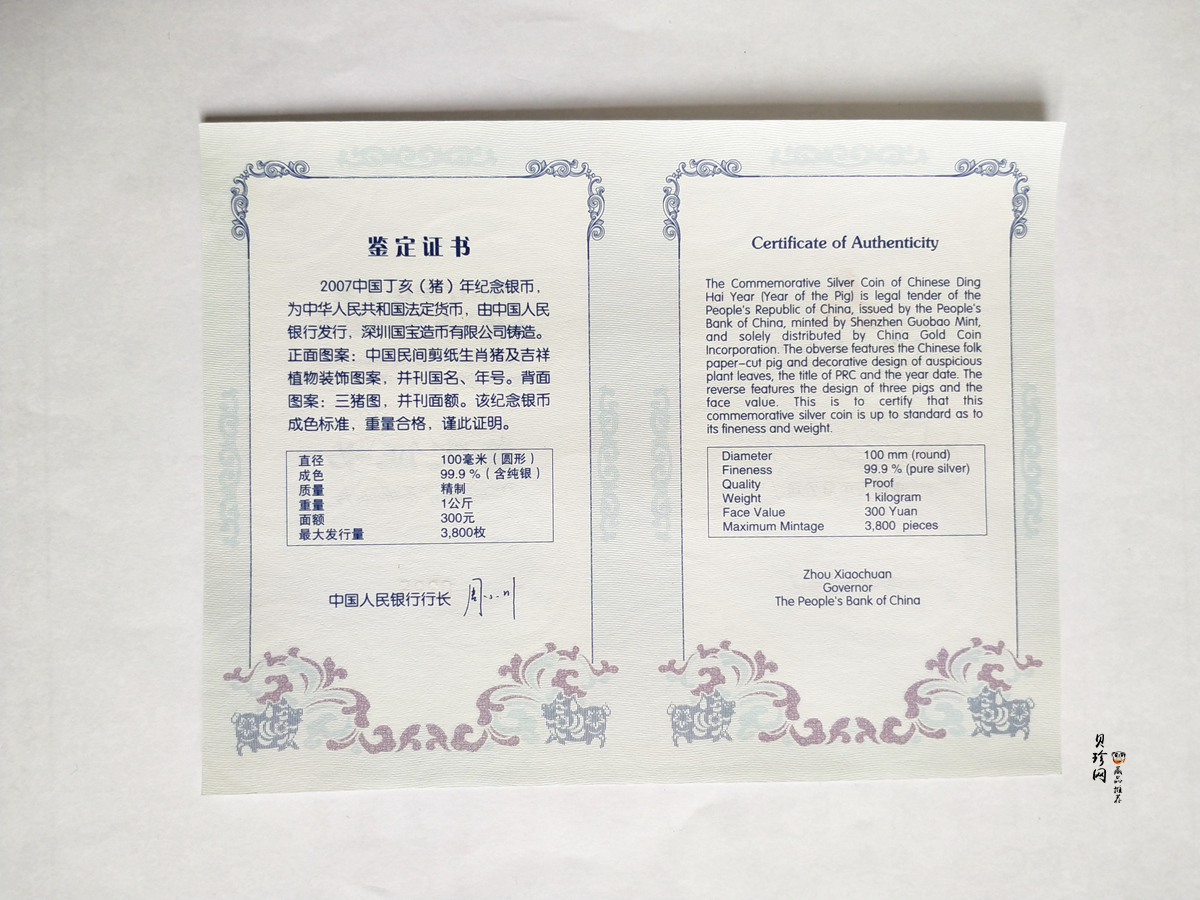 鉴定证书
2007中国丁亥（猪）年纪念银币，
为中华人民共和国法定货币，由中国人民
银行发行，深圳国宝造币有限公司铸造。
正面图案：中国民间剪纸生肖猪及吉祥
植物装饰图案，并刊国名、年号。背面
图案：三猪图，并刊面额。该纪念银币
成色标准，重量合格，谨此证明。
直径 100毫米（圆形）
成色 99.9 %（含纯银）
质量 精制
重量 1公斤
面额 300元
最大发行量 3,800枚
中国人民银行行长 周小川
Certificate of Authenticity
The Commemorative Silver Coin of Chinese Ding
Hai Year (Year of the Pig) is legal tender of the
People's Republic of China, issued by the People's
Bank of China, minted by Shenzhen Guobao Mint,
and solely distributed by China Gold Coin
Incorporation. The obverse features the Chinese folk
paper-cut pig and decorative design of auspicious
plant leaves, the title of PRC and the year date. The
reverse features the design of three pigs and the
face value. This is to certify that this
commemorative silver coin is up to standard as to
its fineness and weight.
Diameter 100 mm (round)
Fineness 99.9 % (pure silver)
Quality Proof
Weight 1 kilogram
Face Value 300 Yuan
Maximum Mintage 3,800 pieces
Zhou Xiaochuan
Governor
The People's Bank of China
贝珍网
藏品推荐